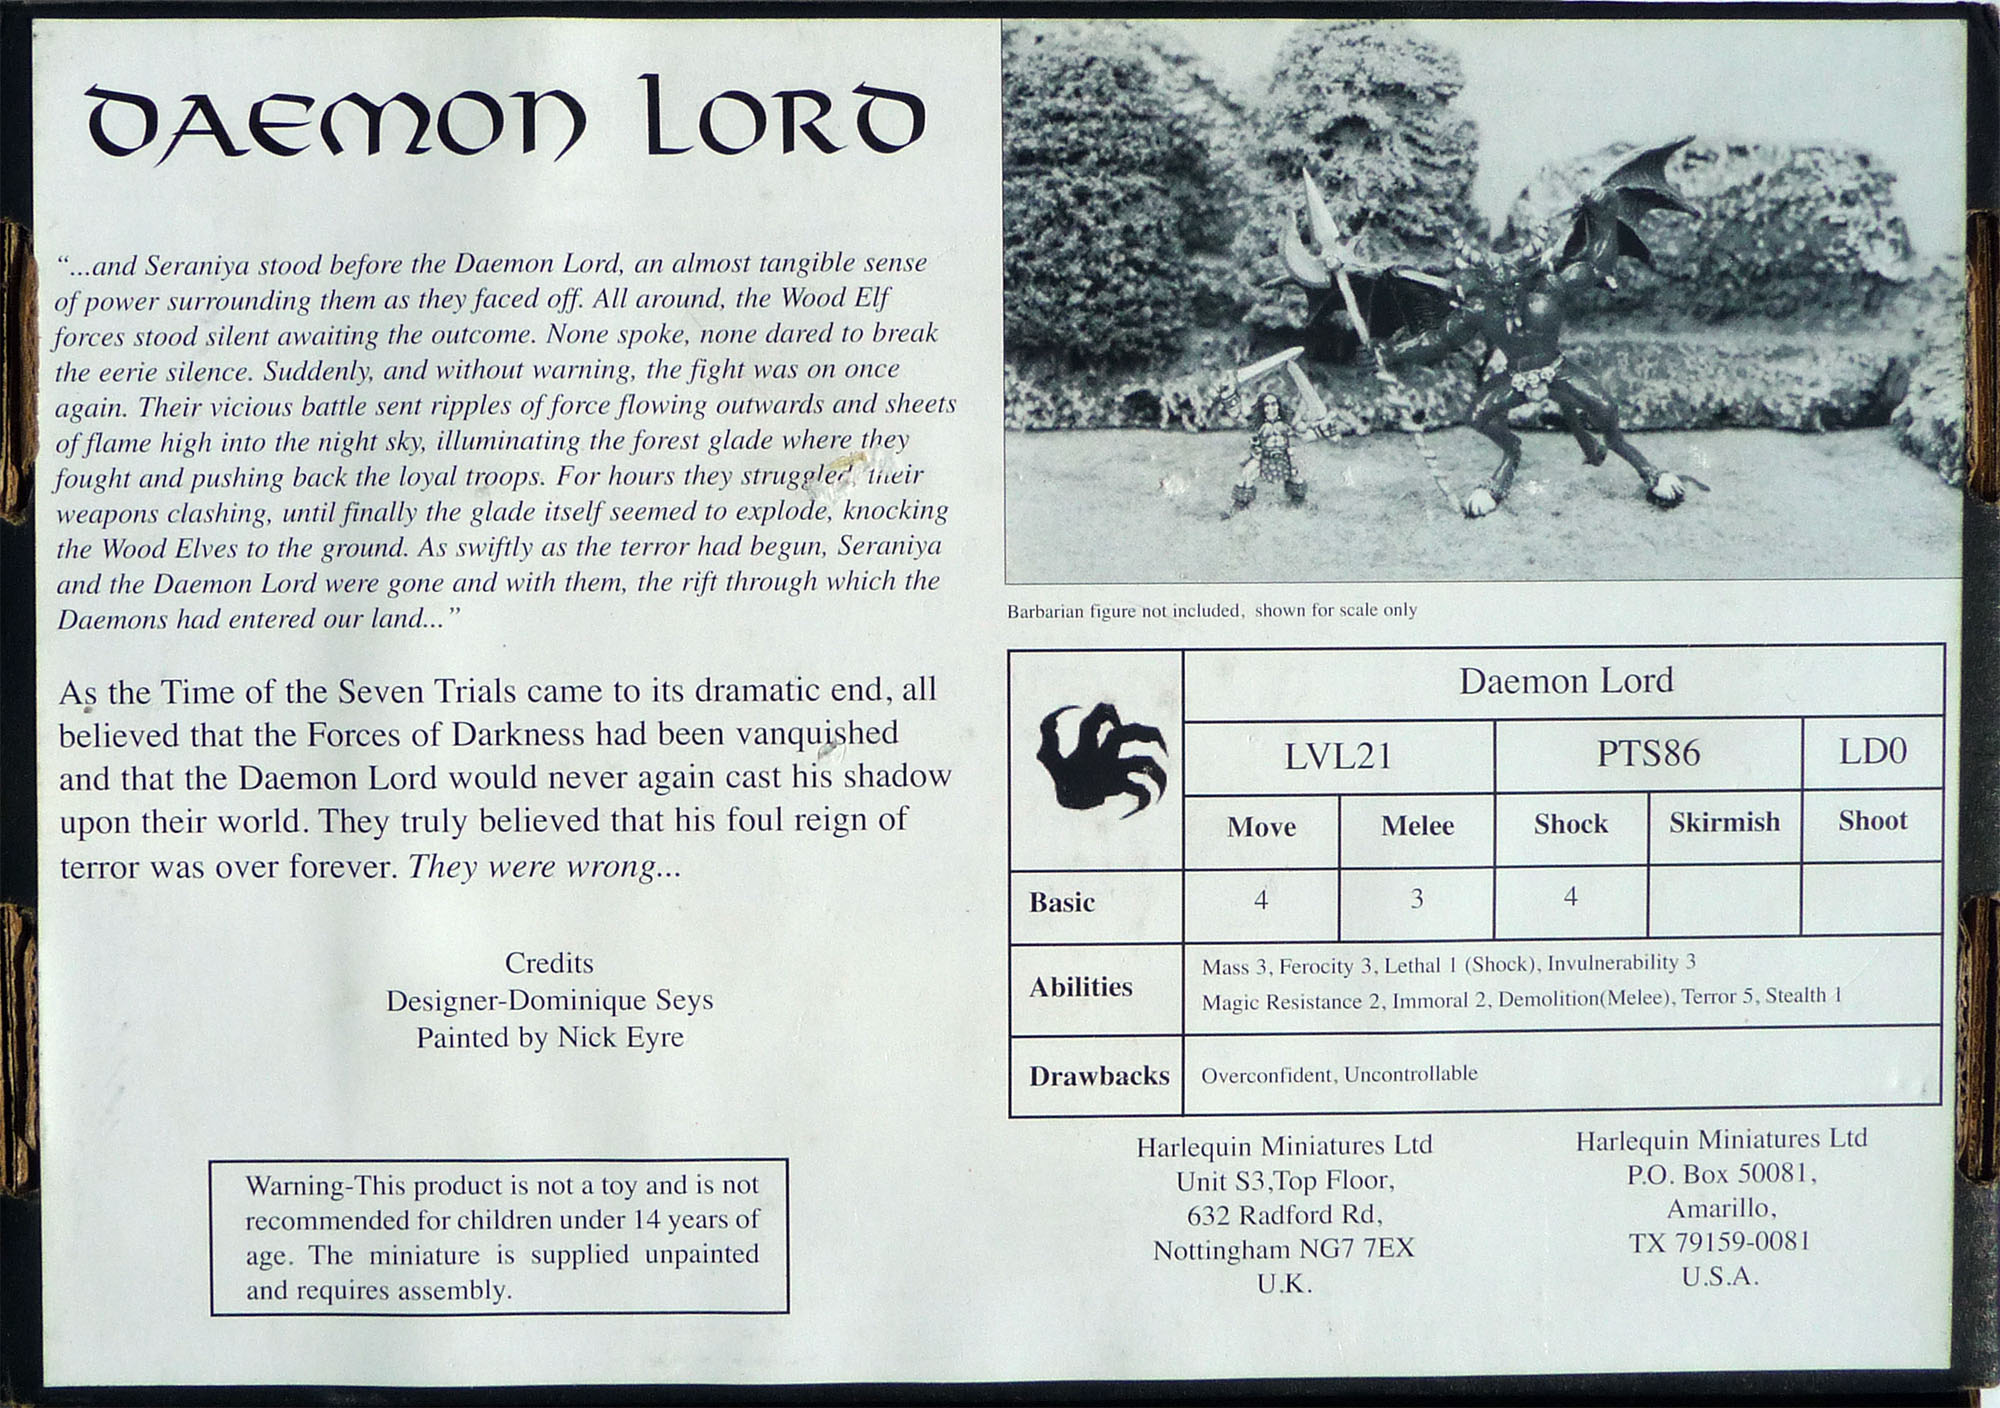 DAEMON LORD
“...and Seraniya stood before the Daemon Lord, an almost tangible sense
of power surrounding them as they faced off. All around, the Wood Elf
forces stood silent awaiting the outcome. None spoke, none dared to break
the eerie silence. Suddenly, and without warning, the fight was on once
again. Their vicious battle sent ripples of force flowing outwards and sheets
of flame high into the night sky, illuminating the forest glade where they
fought and pushing back the loyal troops. For hours they struggled, their
weapons clashing, until finally the glade itself seemed to explode, knocking
the Wood Elves to the ground. As swiftly as the terror had begun, Seraniya
and the Daemon Lord were gone and with them, the rift through which the
Daemons had entered our land...”
As the Time of the Seven Trials came to its dramatic end, all
believed that the Forces of Darkness had been vanquished
and that the Daemon Lord would never again cast his shadow
upon their world. They truly believed that his foul reign of
terror was over forever. They were wrong...
Credits
Designer-Dominique Seys
Painted by Nick Eyre
Warning-This product is not a toy and is not
recommended for children under 14 years of
age. The miniature is supplied unpainted
and requires assembly.
Barbarian figure not included, shown for scale only
Daemon Lord
LVL21 PTS86 LD0
Move Melee Shock Skirmish Shoot
Basic 4 3 4
Abilities
Mass 3, Ferocity 3, Lethal 1 (Shock), Invulnerability 3
Magic Resistance 2, Immoral 2, Demolition(Melee), Terror 5, Stealth 1
Drawbacks Overconfident, Uncontrollable
Harlequin Miniatures Ltd
Unit S3,Top Floor,
632 Radford Rd,
Nottingham NG7 7EX
U.K.
Harlequin Miniatures Ltd
P.O. Box 50081,
Amarillo,
TX 79159-0081
U.S.A.